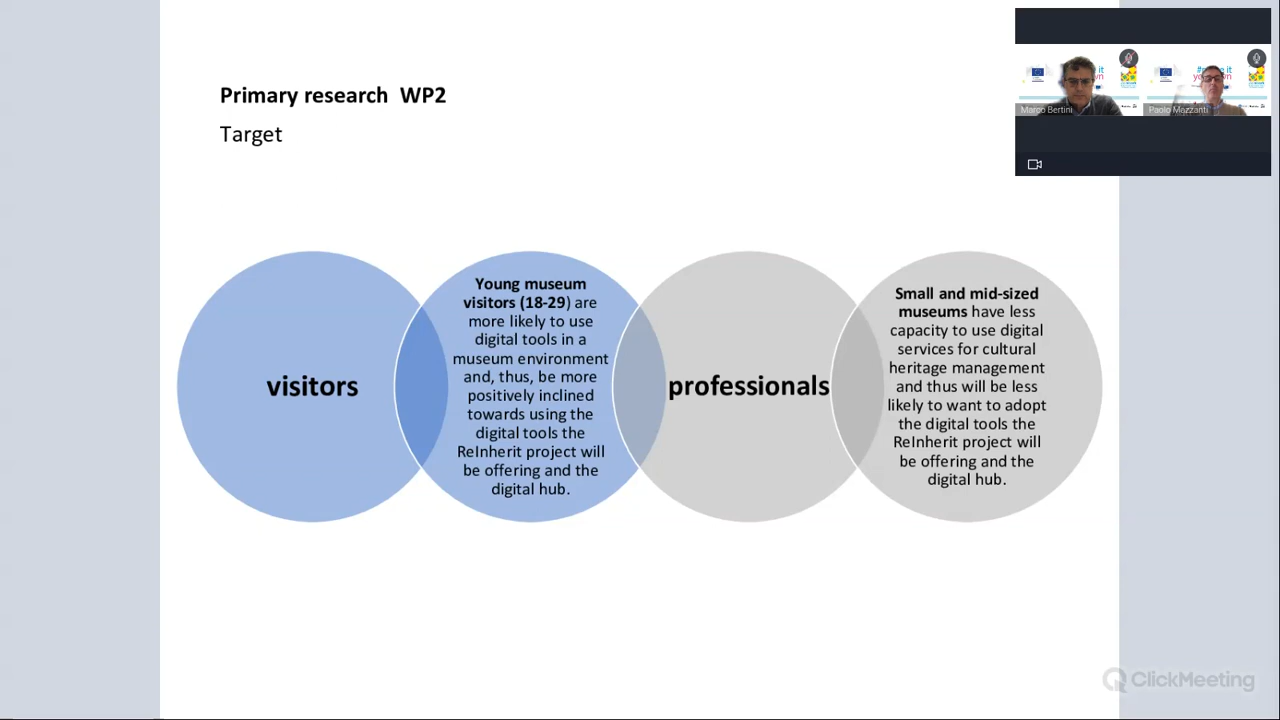 Primary research WP2
Target
visitors
Young museum
visitors (18-29) are
more likely to use
digital tools in a
museum environment
and, thus, be more
positively inclined
towards using the
digital tools the
ReInherit project will
be offering and the
digital hub.
professionals
Small and mid-sized
museums have less
capacity to use digital
services for cultural
heritage management
and thus will be less
likely to want to adopt
the digital tools the
ReInherit project will
be offering and the
digital hub.
Marco Bertini
Paolo Mazzanti
ClickMeeting